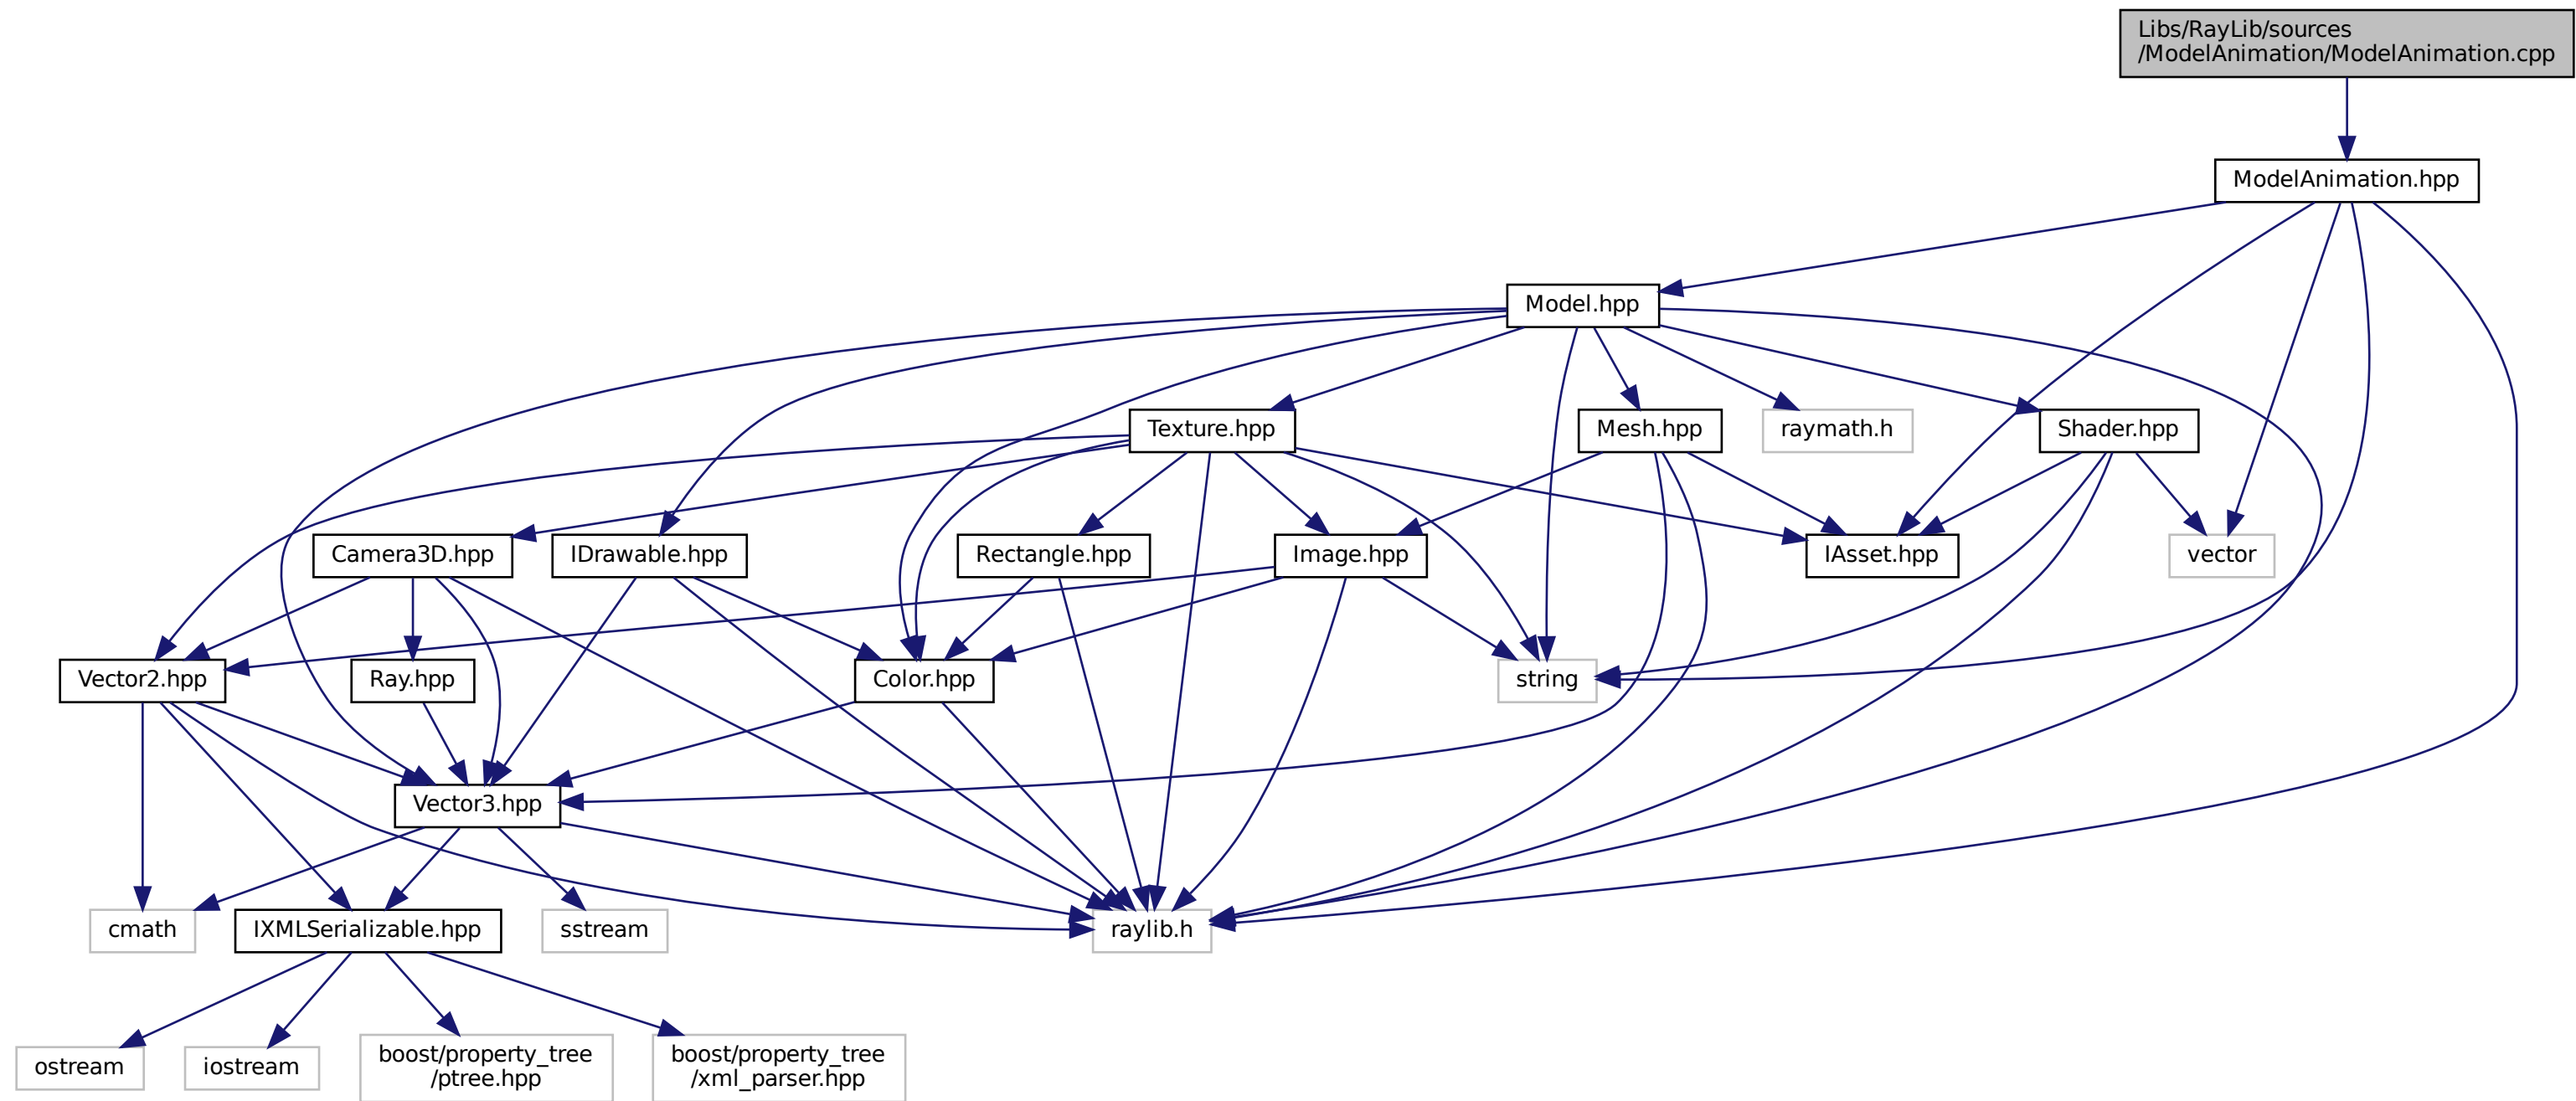 Libs/RayLib/sources
/ModelAnimation/ModelAnimation.cpp
ModelAnimation.hpp
Model.hpp
Texture.hpp
Mesh.hpp
raymath.h
Shader.hpp
Camera3D.hpp
IDrawable.hpp
Rectangle.hpp
Image.hpp
IAsset.hpp
vector
Vector2.hpp
Ray.hpp
Color.hpp
string
Vector3.hpp
cmath
IXMLSerializable.hpp
sstream
raylib.h
ostream
iostream
boost/property_tree
/ptree.hpp
boost/property_tree
/xml_parser.hpp